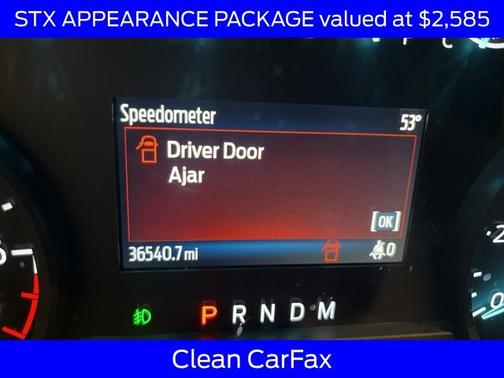 STX APPEARANCE PACKAGE valued at $2,585
Speedometer 53°
Driver Door
Ajar
[OK]
36540.7 mi 0
P R N D M
Clean CarFax